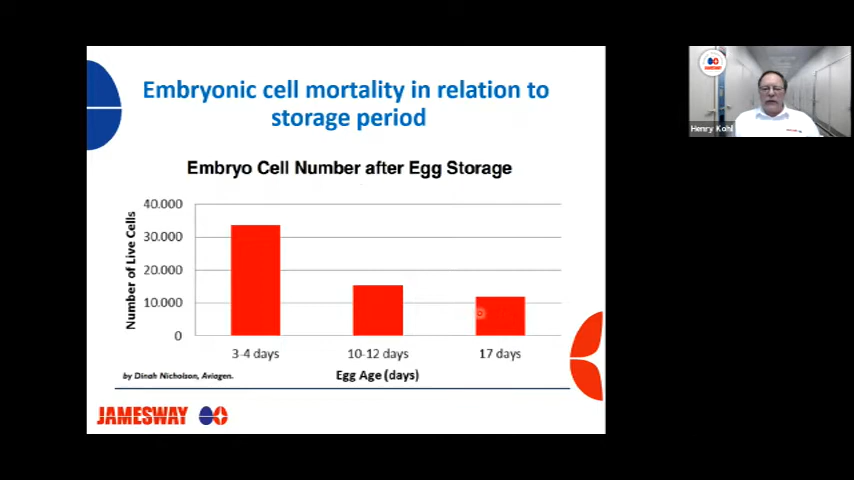 Embryonic cell mortality in relation to
storage period
Embryo Cell Number after Egg Storage
Number of Live Cells
40.000
30.000
20.000
10.000
0
3-4 days
10-12 days
17 days
Egg Age (days)
by Dinah Nicholson, Aviagen.
JAMESWAY
JAMESWAY
Henry Kohl